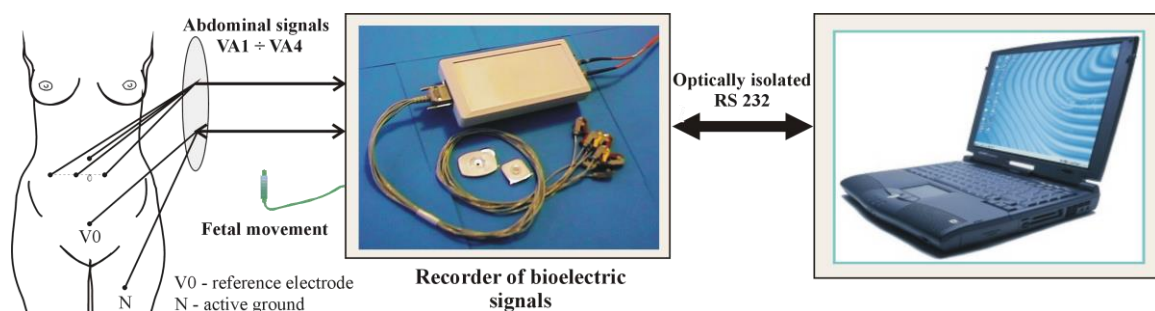 Abdominal signals
VA1 ÷ VA4
Optically isolated
RS 232
V0
Fetal movement
N
V0 - reference electrode
N - active ground
Recorder of bioelectric
signals